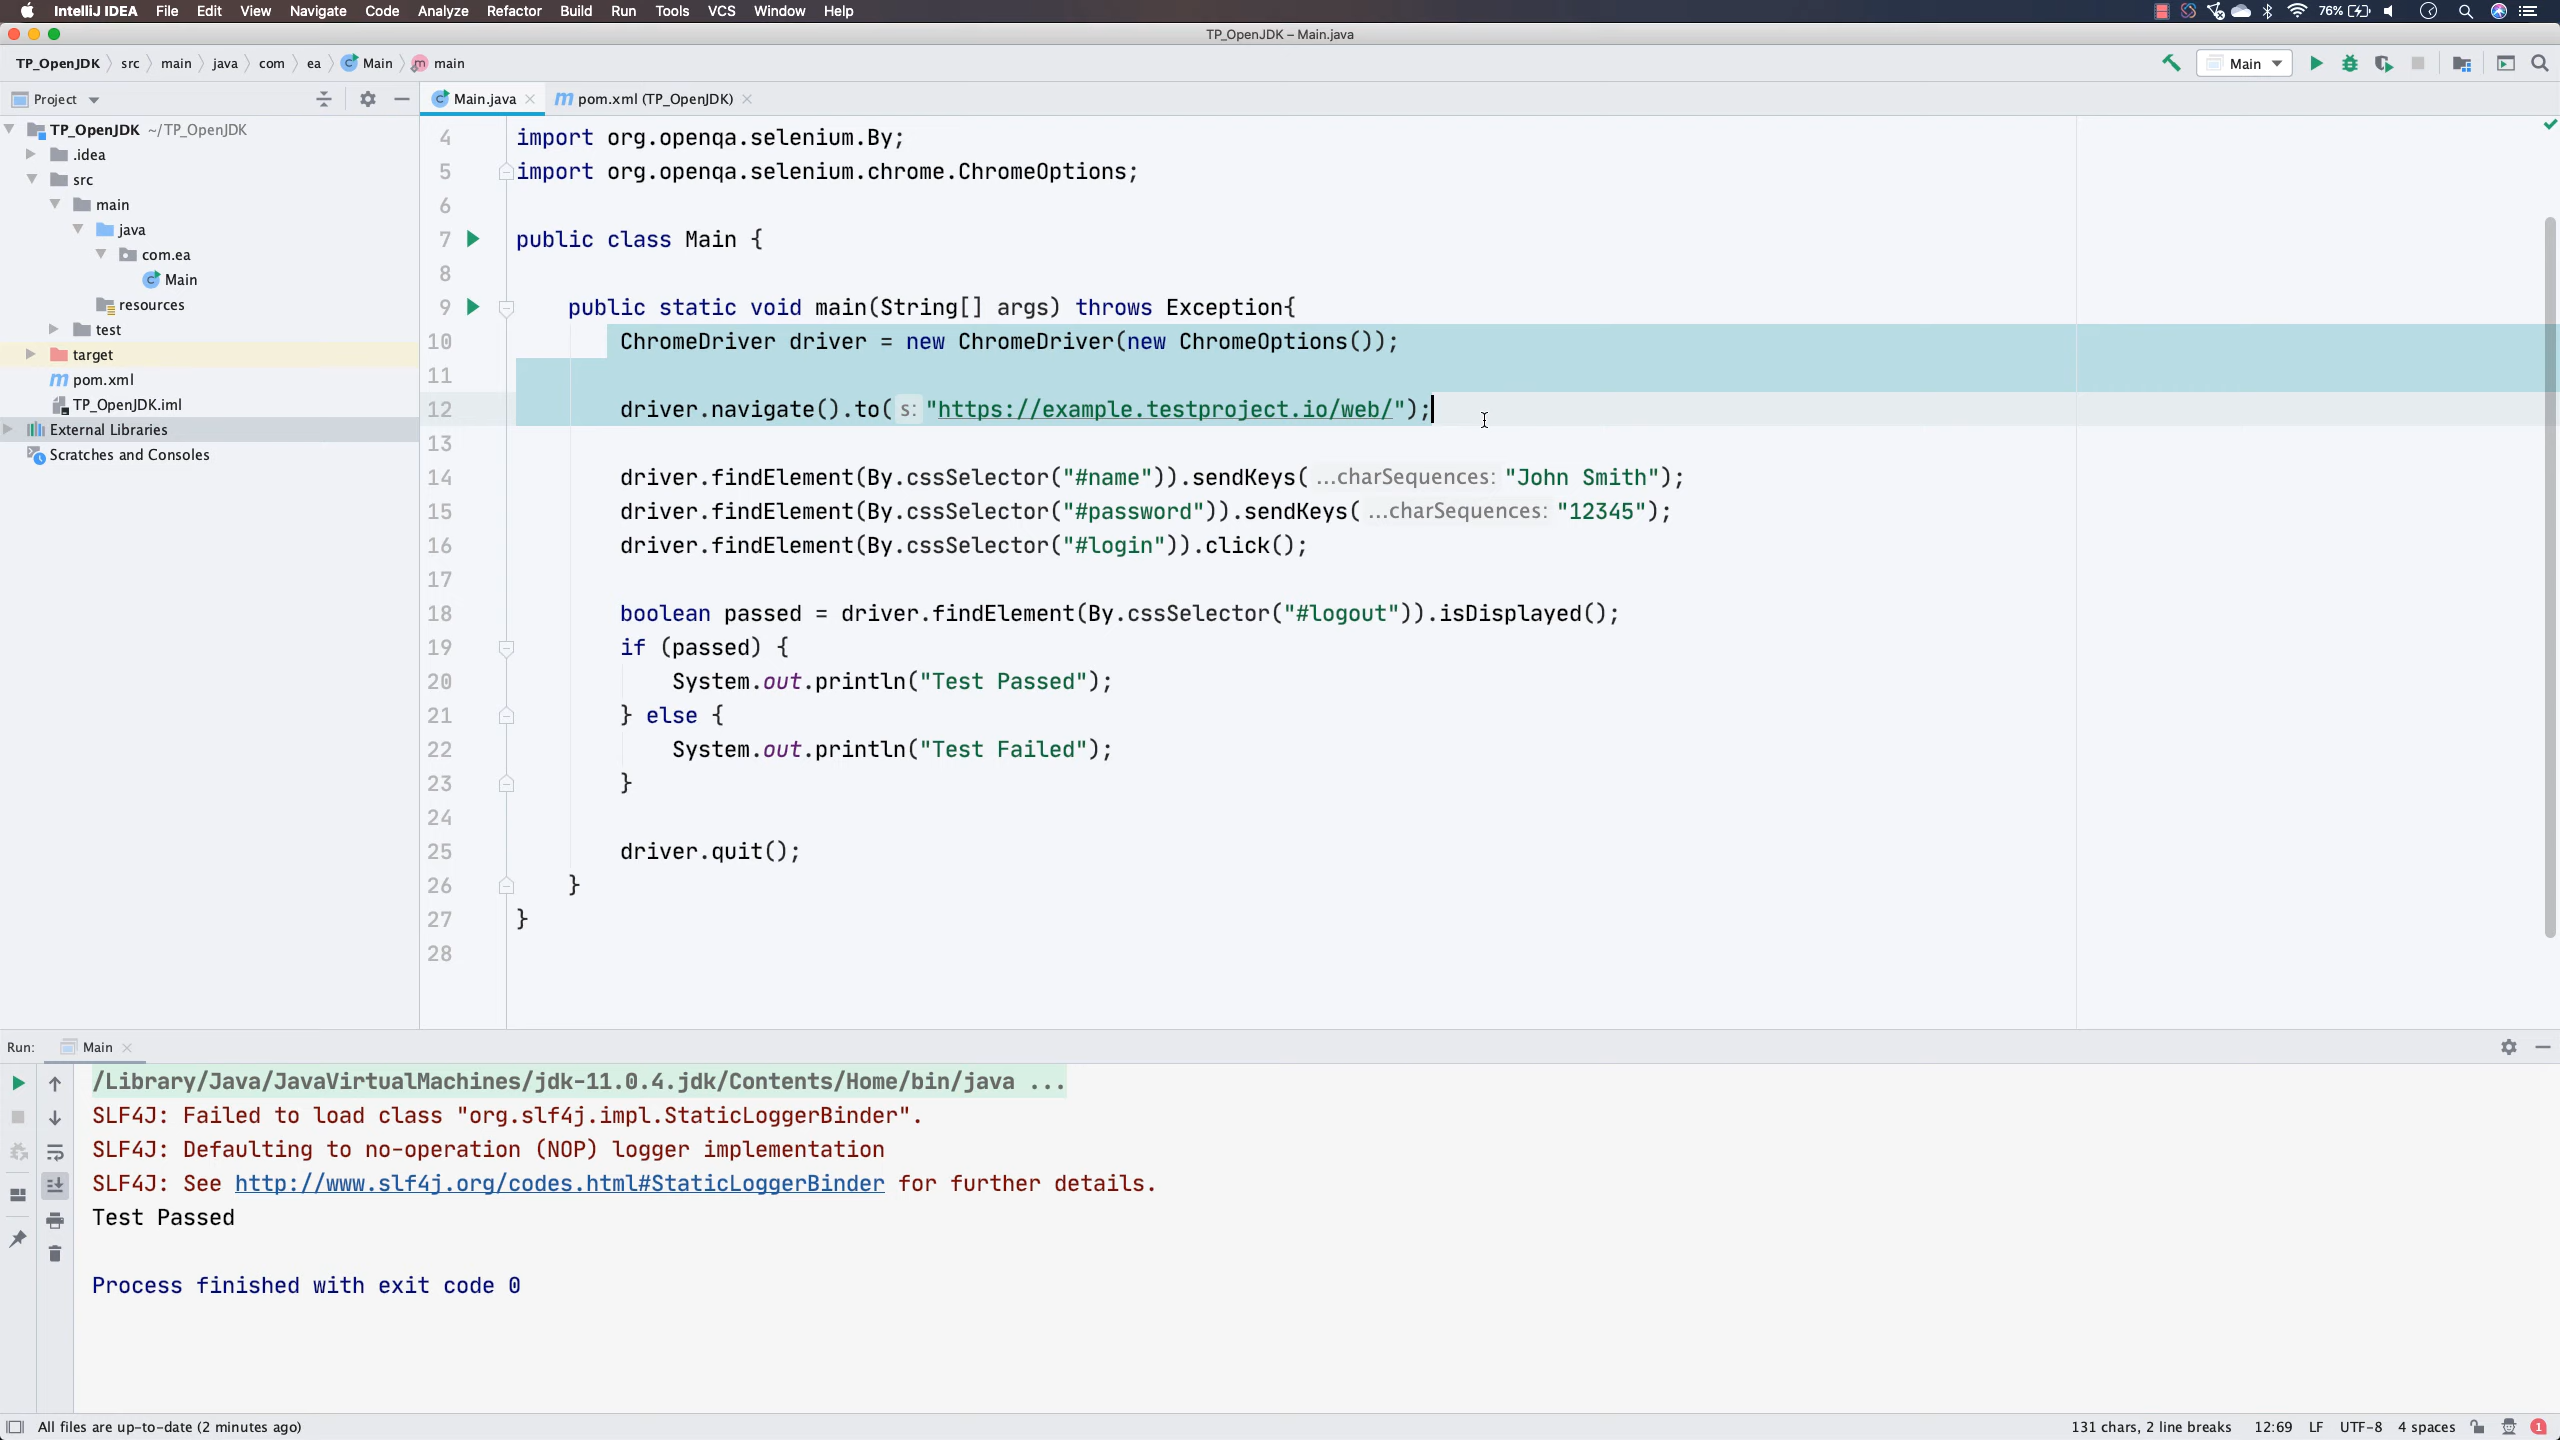 IntelliJ IDEA File Edit View Navigate Code Analyze Refactor Build Run Tools VCS Window Help 76%
TP_OpenJDK – Main.java
TP_OpenJDK src main java com ea Main main Main
Project
Main.java pom.xml (TP_OpenJDK)
TP_OpenJDK ~/TP_OpenJDK
.idea
src
main
java
com.ea
Main
resources
test
target
pom.xml
TP_OpenJDK.iml
External Libraries
Scratches and Consoles
4 import org.openqa.selenium.By;
5 import org.openqa.selenium.chrome.ChromeOptions;
6
7 public class Main {
8
9 public static void main(String[] args) throws Exception{
10 ChromeDriver driver = new ChromeDriver(new ChromeOptions());
11
12 driver.navigate().to( s: "https://example.testproject.io/web/");
13
14 driver.findElement(By.cssSelector("#name")).sendKeys( ...charSequences: "John Smith");
15 driver.findElement(By.cssSelector("#password")).sendKeys( ...charSequences: "12345");
16 driver.findElement(By.cssSelector("#login")).click();
17
18 boolean passed = driver.findElement(By.cssSelector("#logout")).isDisplayed();
19 if (passed) {
20 System.out.println("Test Passed");
21 } else {
22 System.out.println("Test Failed");
23 }
24
25 driver.quit();
26 }
27 }
28
Run: Main
/Library/Java/JavaVirtualMachines/jdk-11.0.4.jdk/Contents/Home/bin/java ...
SLF4J: Failed to load class "org.slf4j.impl.StaticLoggerBinder".
SLF4J: Defaulting to no-operation (NOP) logger implementation
SLF4J: See http://www.slf4j.org/codes.html#StaticLoggerBinder for further details.
Test Passed
Process finished with exit code 0
All files are up-to-date (2 minutes ago) 131 chars, 2 line breaks 12:69 LF UTF-8 4 spaces 1